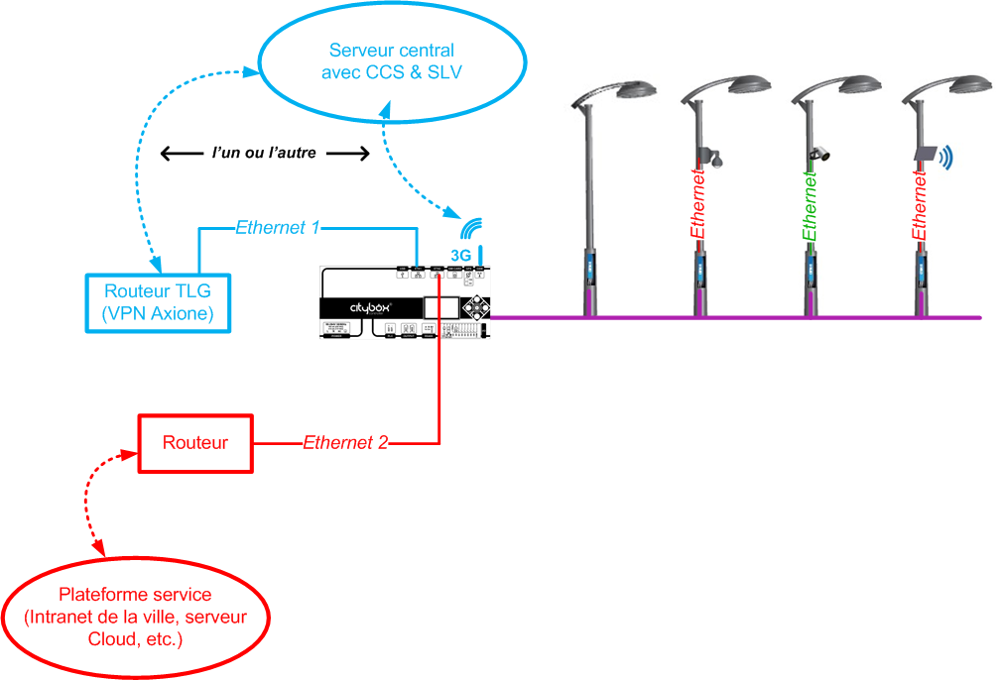 Serveur central
avec CCS & SLV
l'un ou l'autre
Ethernet 1
3G
Routeur TLG
(VPN Axione)
citybox
Ethernet
Ethernet
Ethernet
Routeur
Ethernet 2
Plateforme service
(Intranet de la ville, serveur
Cloud, etc.)